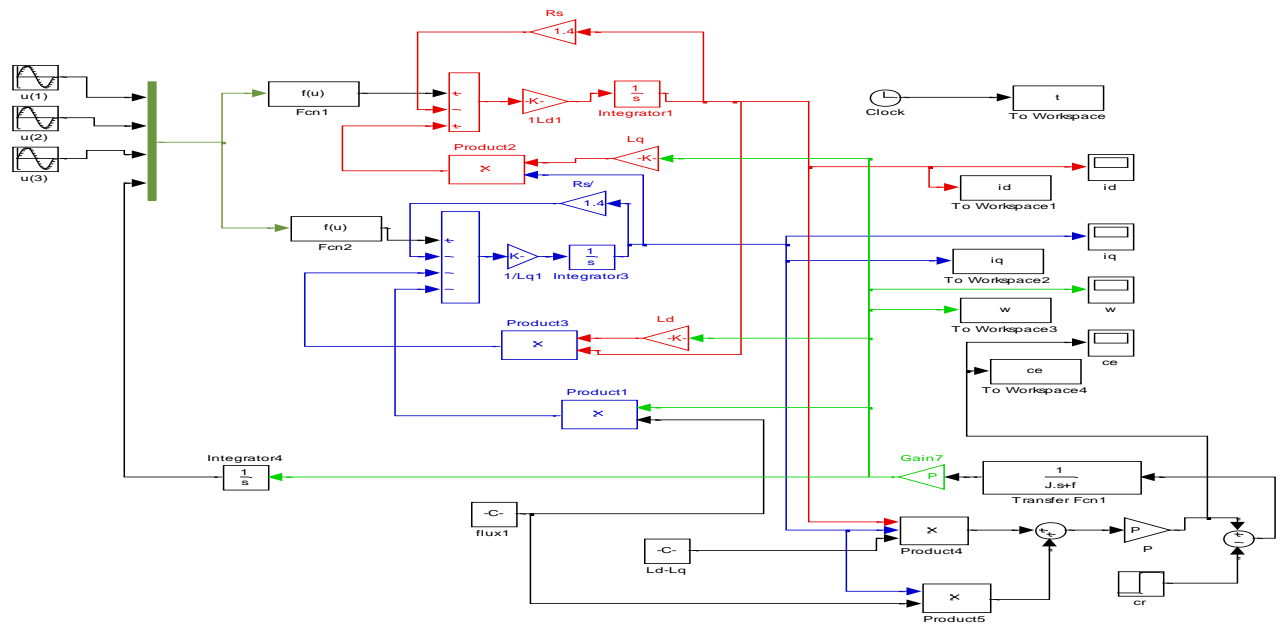 Rs
1.4
u(1)
f(u)
Fcn1
-K-
1Ld1
1
s
Integrator1
Clock
t
To Workspace
u(2)
u(3)
Product2
x
Lq
-K-
id
id
To Workspace1
Rs/
1.4
f(u)
Fcn2
K-
1/Lq1
1
s
Integrator3
iq
To Workspace2
iq
w
To Workspace3
w
Product3
x
Ld
-K-
ce
To Workspace4
ce
Product1
x
Integrator4
1
s
Gain7
P
1
J.s+f
Transfer Fcn1
-C-
flux1
-C-
Ld-Lq
x
Product4
P
P
cr
x
Product5